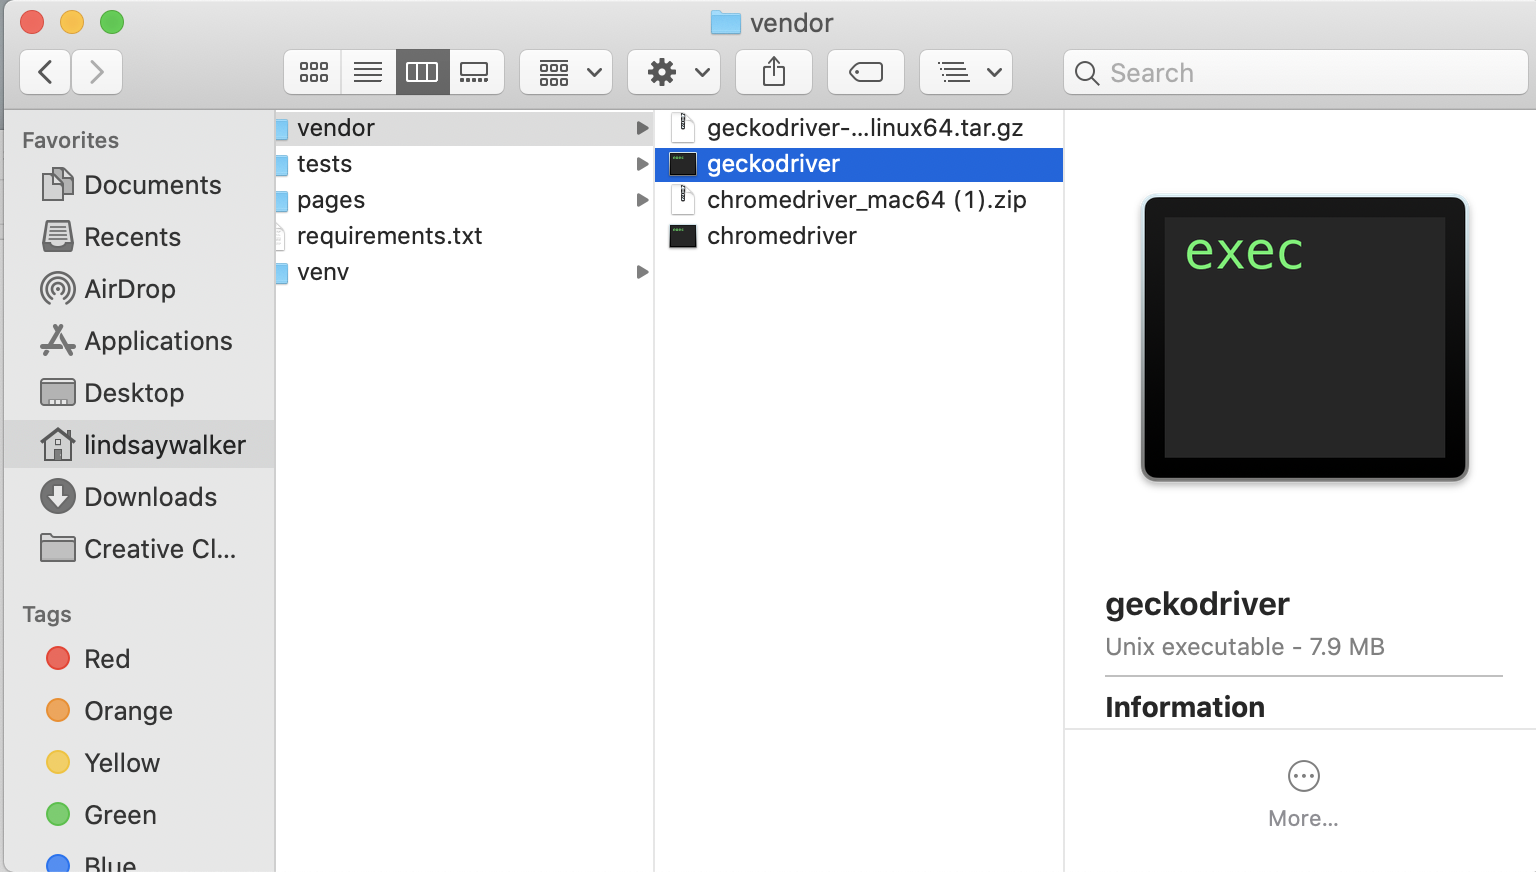 vendor
Search
Favorites
Documents
Recents
AirDrop
Applications
Desktop
lindsaywalker
Downloads
Creative Cl...
Tags
Red
Orange
Yellow
Green
Blue
vendor
tests
pages
requirements.txt
venv
geckodriver-...linux64.tar.gz
geckodriver
chromedriver_mac64 (1).zip
chromedriver
exec
geckodriver
Unix executable - 7.9 MB
Information
More...